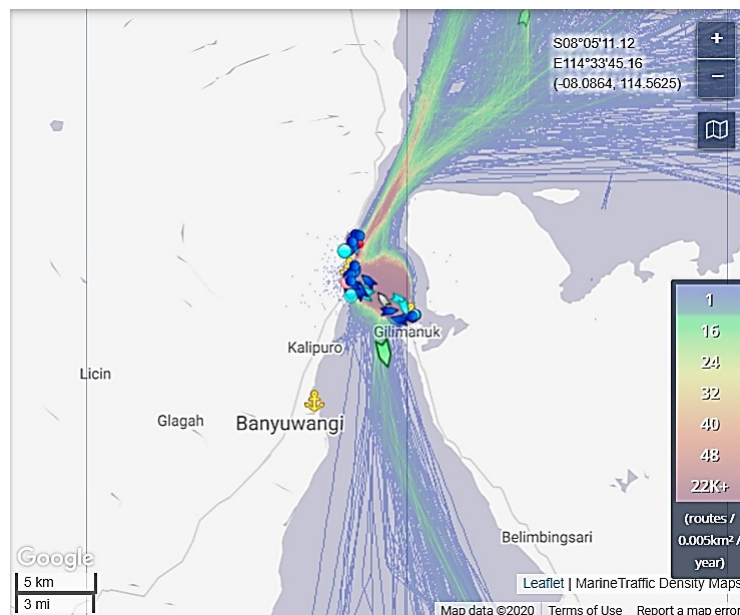 S08°05'11.12
E114°33'45.16
(-08.0864, 114.5625)
+
−
Gilimanuk
Kalipuro
Licin
Glagah
Banyuwangi
Belimbingsari
1
16
24
32
40
48
22K+
(routes /
0.005km² /
year)
Google
5 km
3 mi
Leaflet | MarineTraffic Density Maps
Map data ©2020 Terms of Use Report a map error